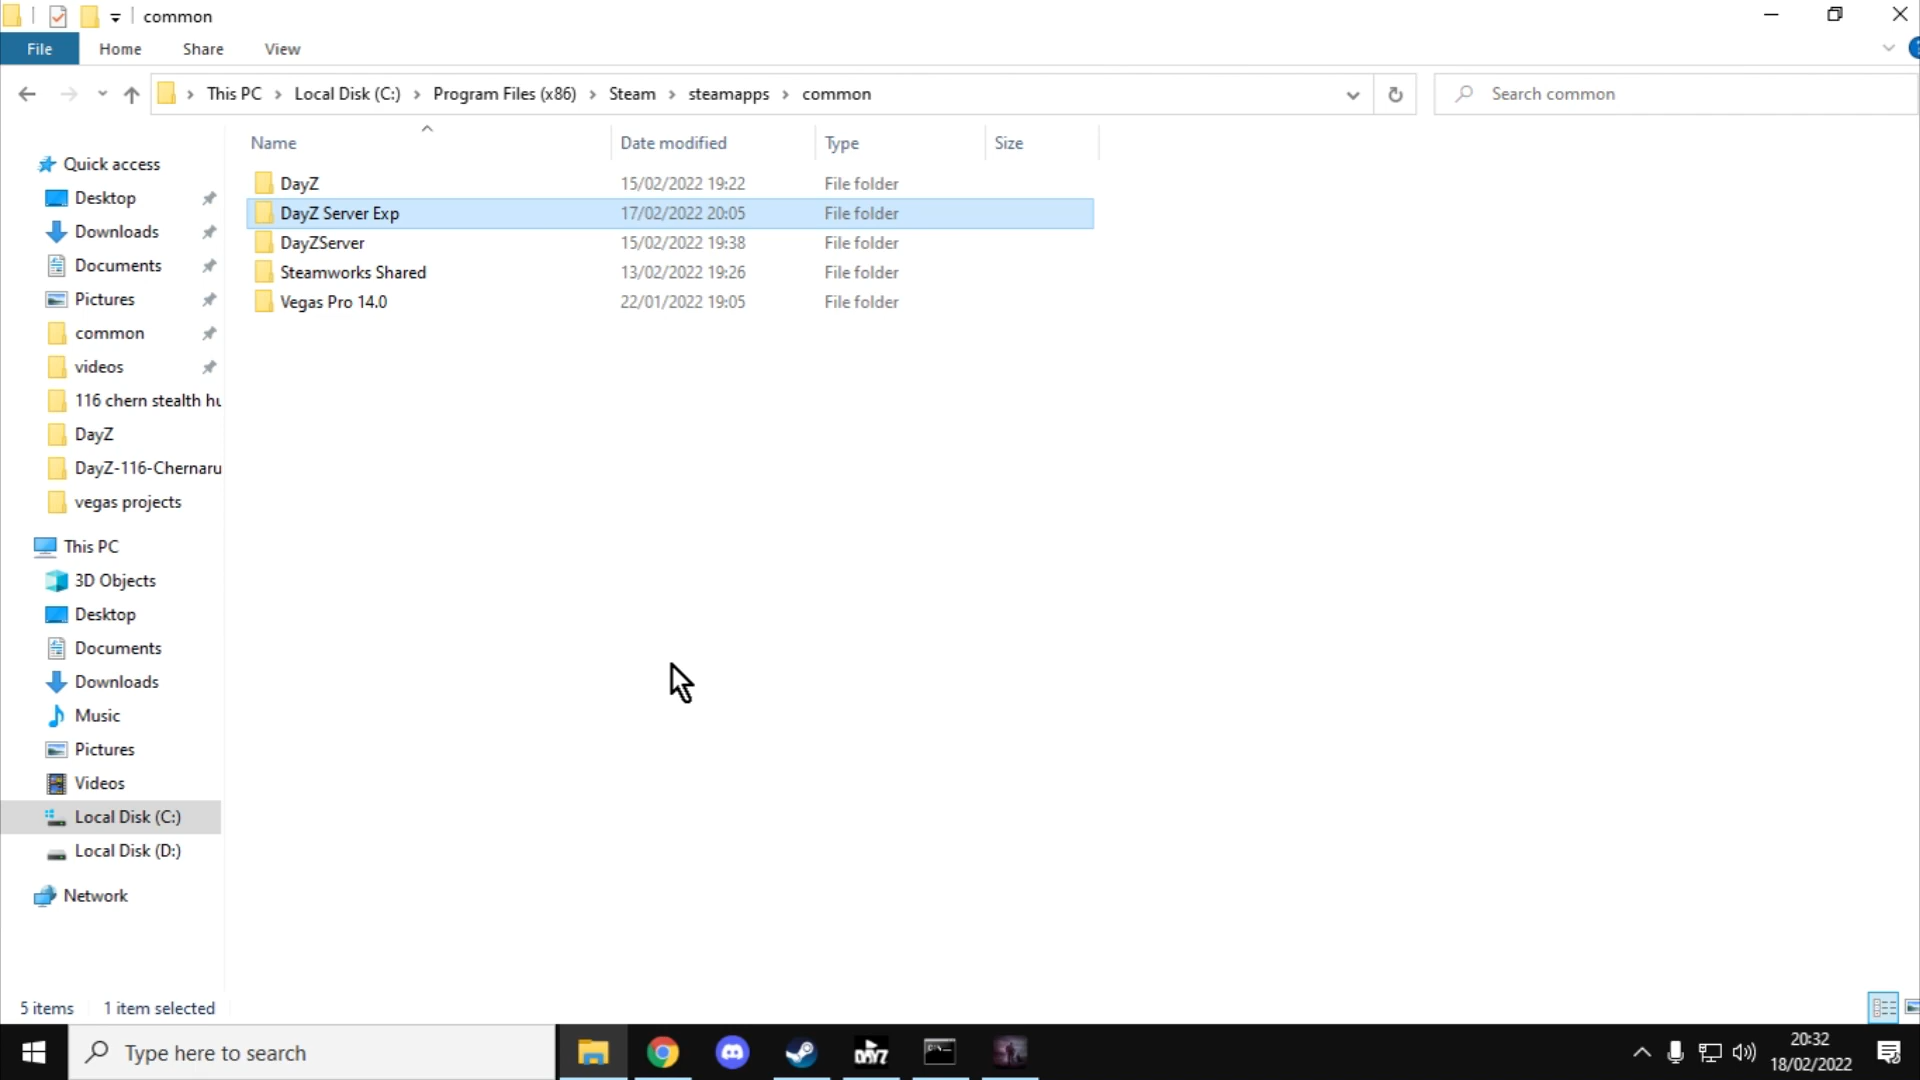 common
File Home Share View
This PC Local Disk (C:) Program Files (x86) Steam steamapps common
Search common
Name Date modified Type Size
Quick access
Desktop
Downloads
Documents
Pictures
common
videos
116 chern stealth hu
DayZ
DayZ-116-Chernaru
vegas projects
This PC
3D Objects
Desktop
Documents
Downloads
Music
Pictures
Videos
Local Disk (C:)
Local Disk (D:)
Network
DayZ 15/02/2022 19:22 File folder
DayZ Server Exp 17/02/2022 20:05 File folder
DayZServer 15/02/2022 19:38 File folder
Steamworks Shared 13/02/2022 19:26 File folder
Vegas Pro 14.0 22/01/2022 19:05 File folder
5 items 1 item selected
Type here to search
DAYZ
20:32
18/02/2022